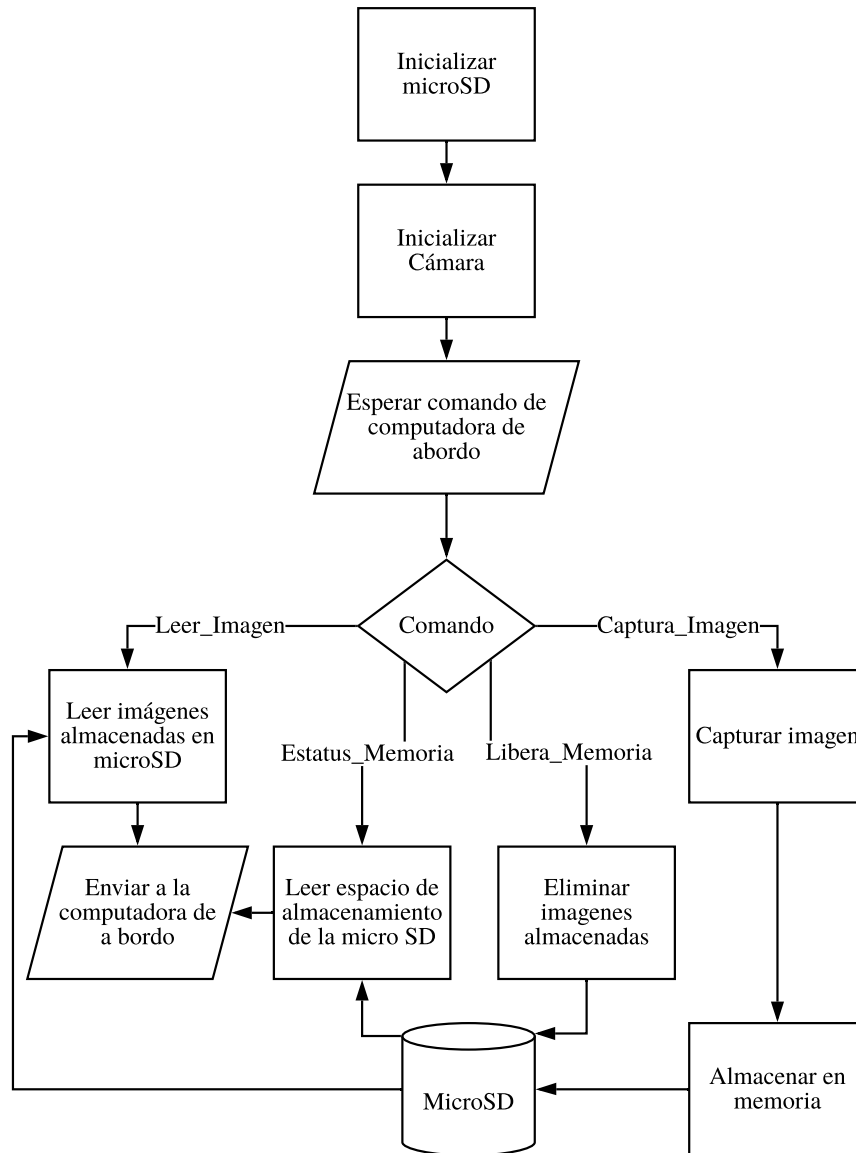 Inicializar
microSD
Inicializar
Cámara
Esperar comando de
computadora de
abordo
Comando
Leer_Imagen
Captura_Imagen
Leer imágenes
almacenadas en
microSD
Estatus_Memoria
Libera_Memoria
Capturar imagen
Enviar a la
computadora de
a bordo
Leer espacio de
almacenamiento
de la micro SD
Eliminar
imagenes
almacenadas
MicroSD
Almacenar en
memoria